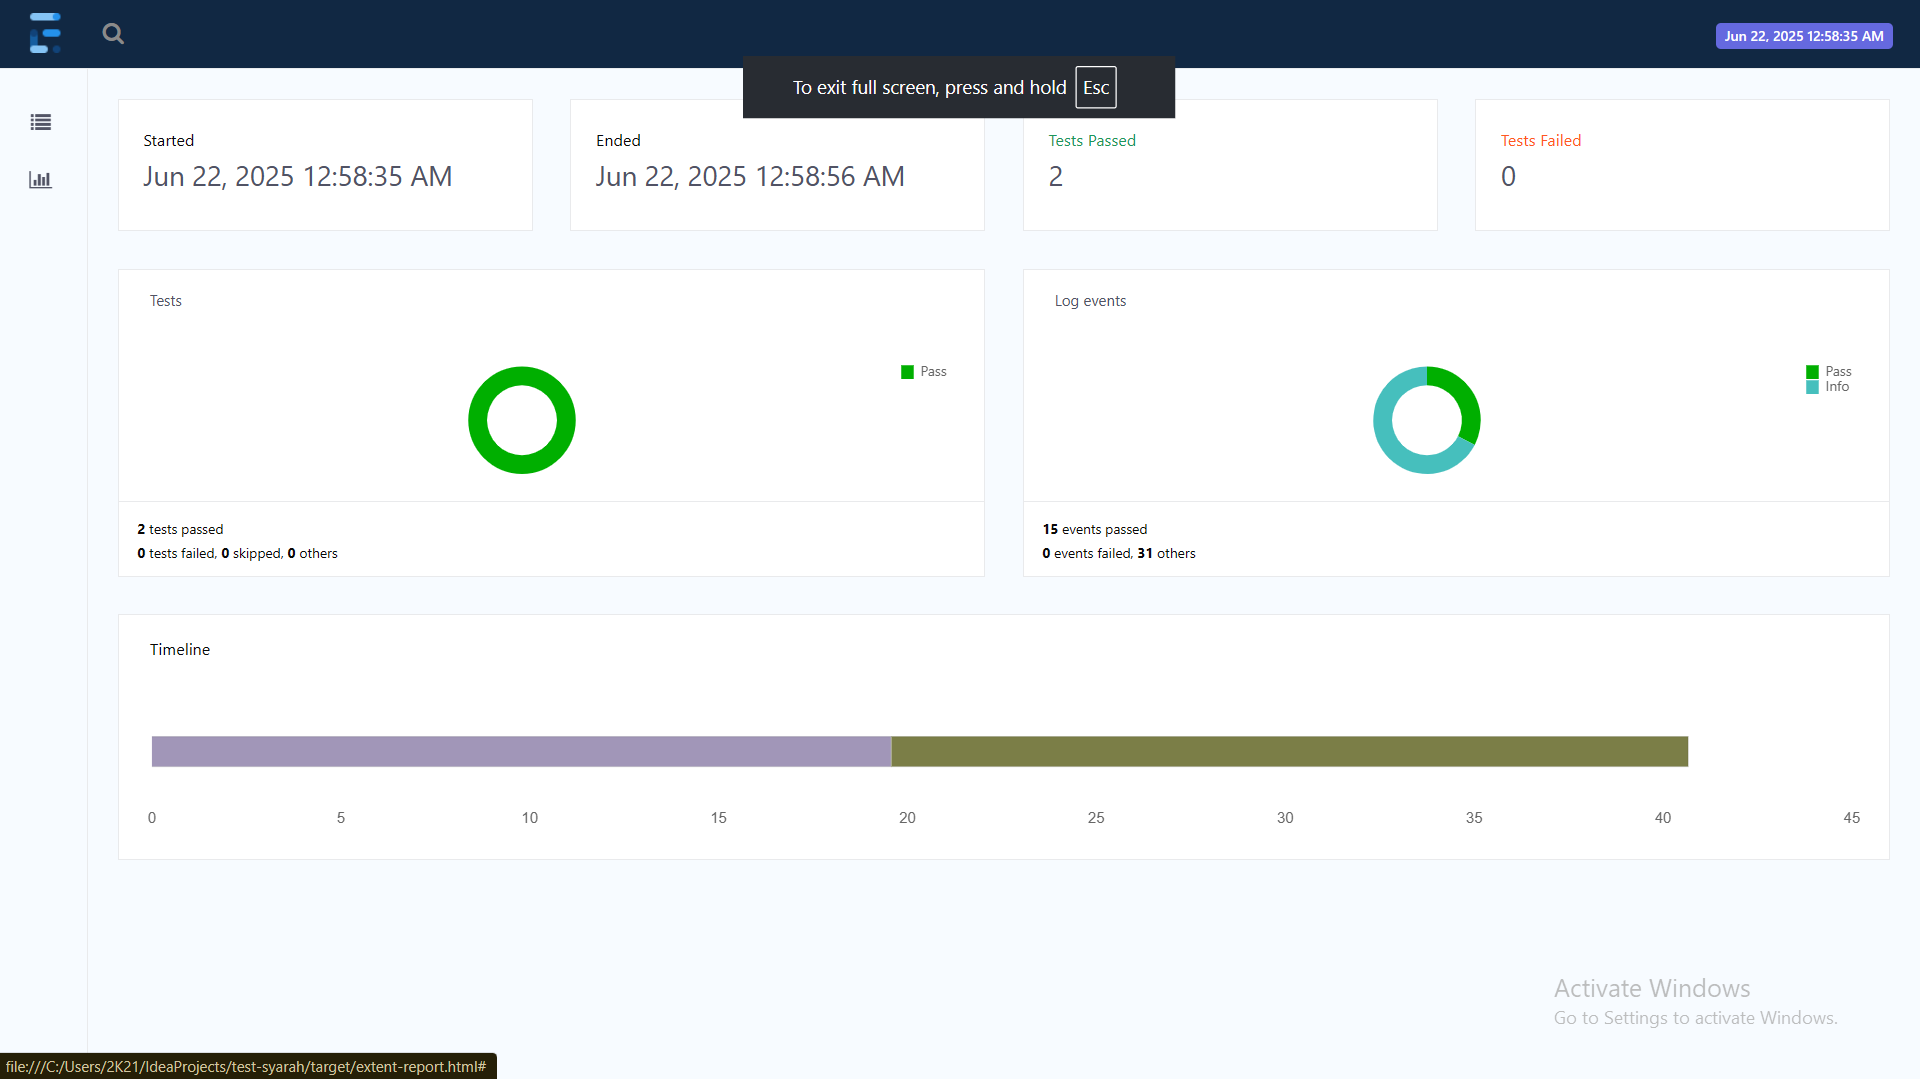 Jun 22, 2025 12:58:35 AM
To exit full screen, press and hold Esc
Started
Jun 22, 2025 12:58:35 AM
Ended
Jun 22, 2025 12:58:56 AM
Tests Passed
2
Tests Failed
0
Tests
Pass
2 tests passed
0 tests failed, 0 skipped, 0 others
Log events
Pass
Info
15 events passed
0 events failed, 31 others
Timeline
0 5 10 15 20 25 30 35 40 45
Activate Windows
Go to Settings to activate Windows.
file:///C:/Users/2K21/IdeaProjects/test-syarah/target/extent-report.html#